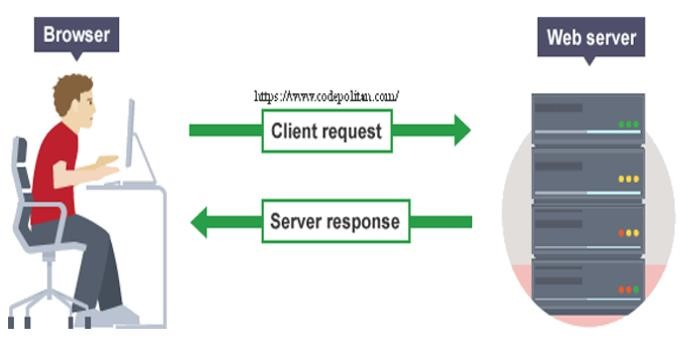 Browser
Web server
https://www.codepolitan.com/
Client request
Server response